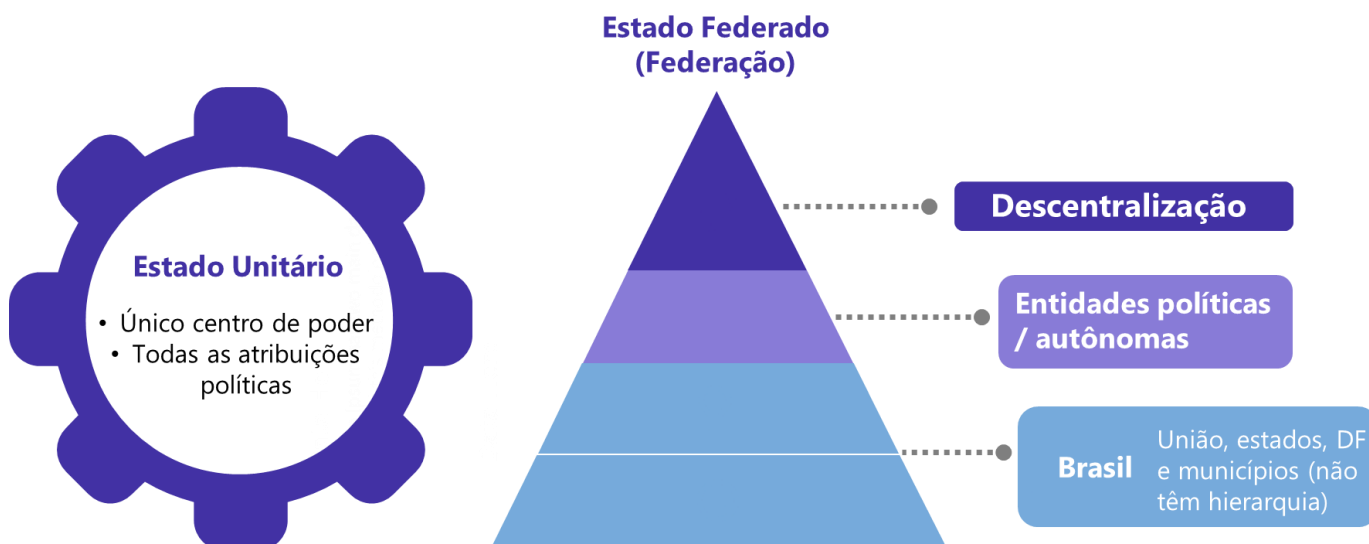 Estado Federado
(Federação)
Estado Unitário
• Único centro de poder
• Todas as atribuições
políticas
Descentralização
Entidades políticas
/ autônomas
Brasil
União, estados, DF
e municípios (não
têm hierarquia)